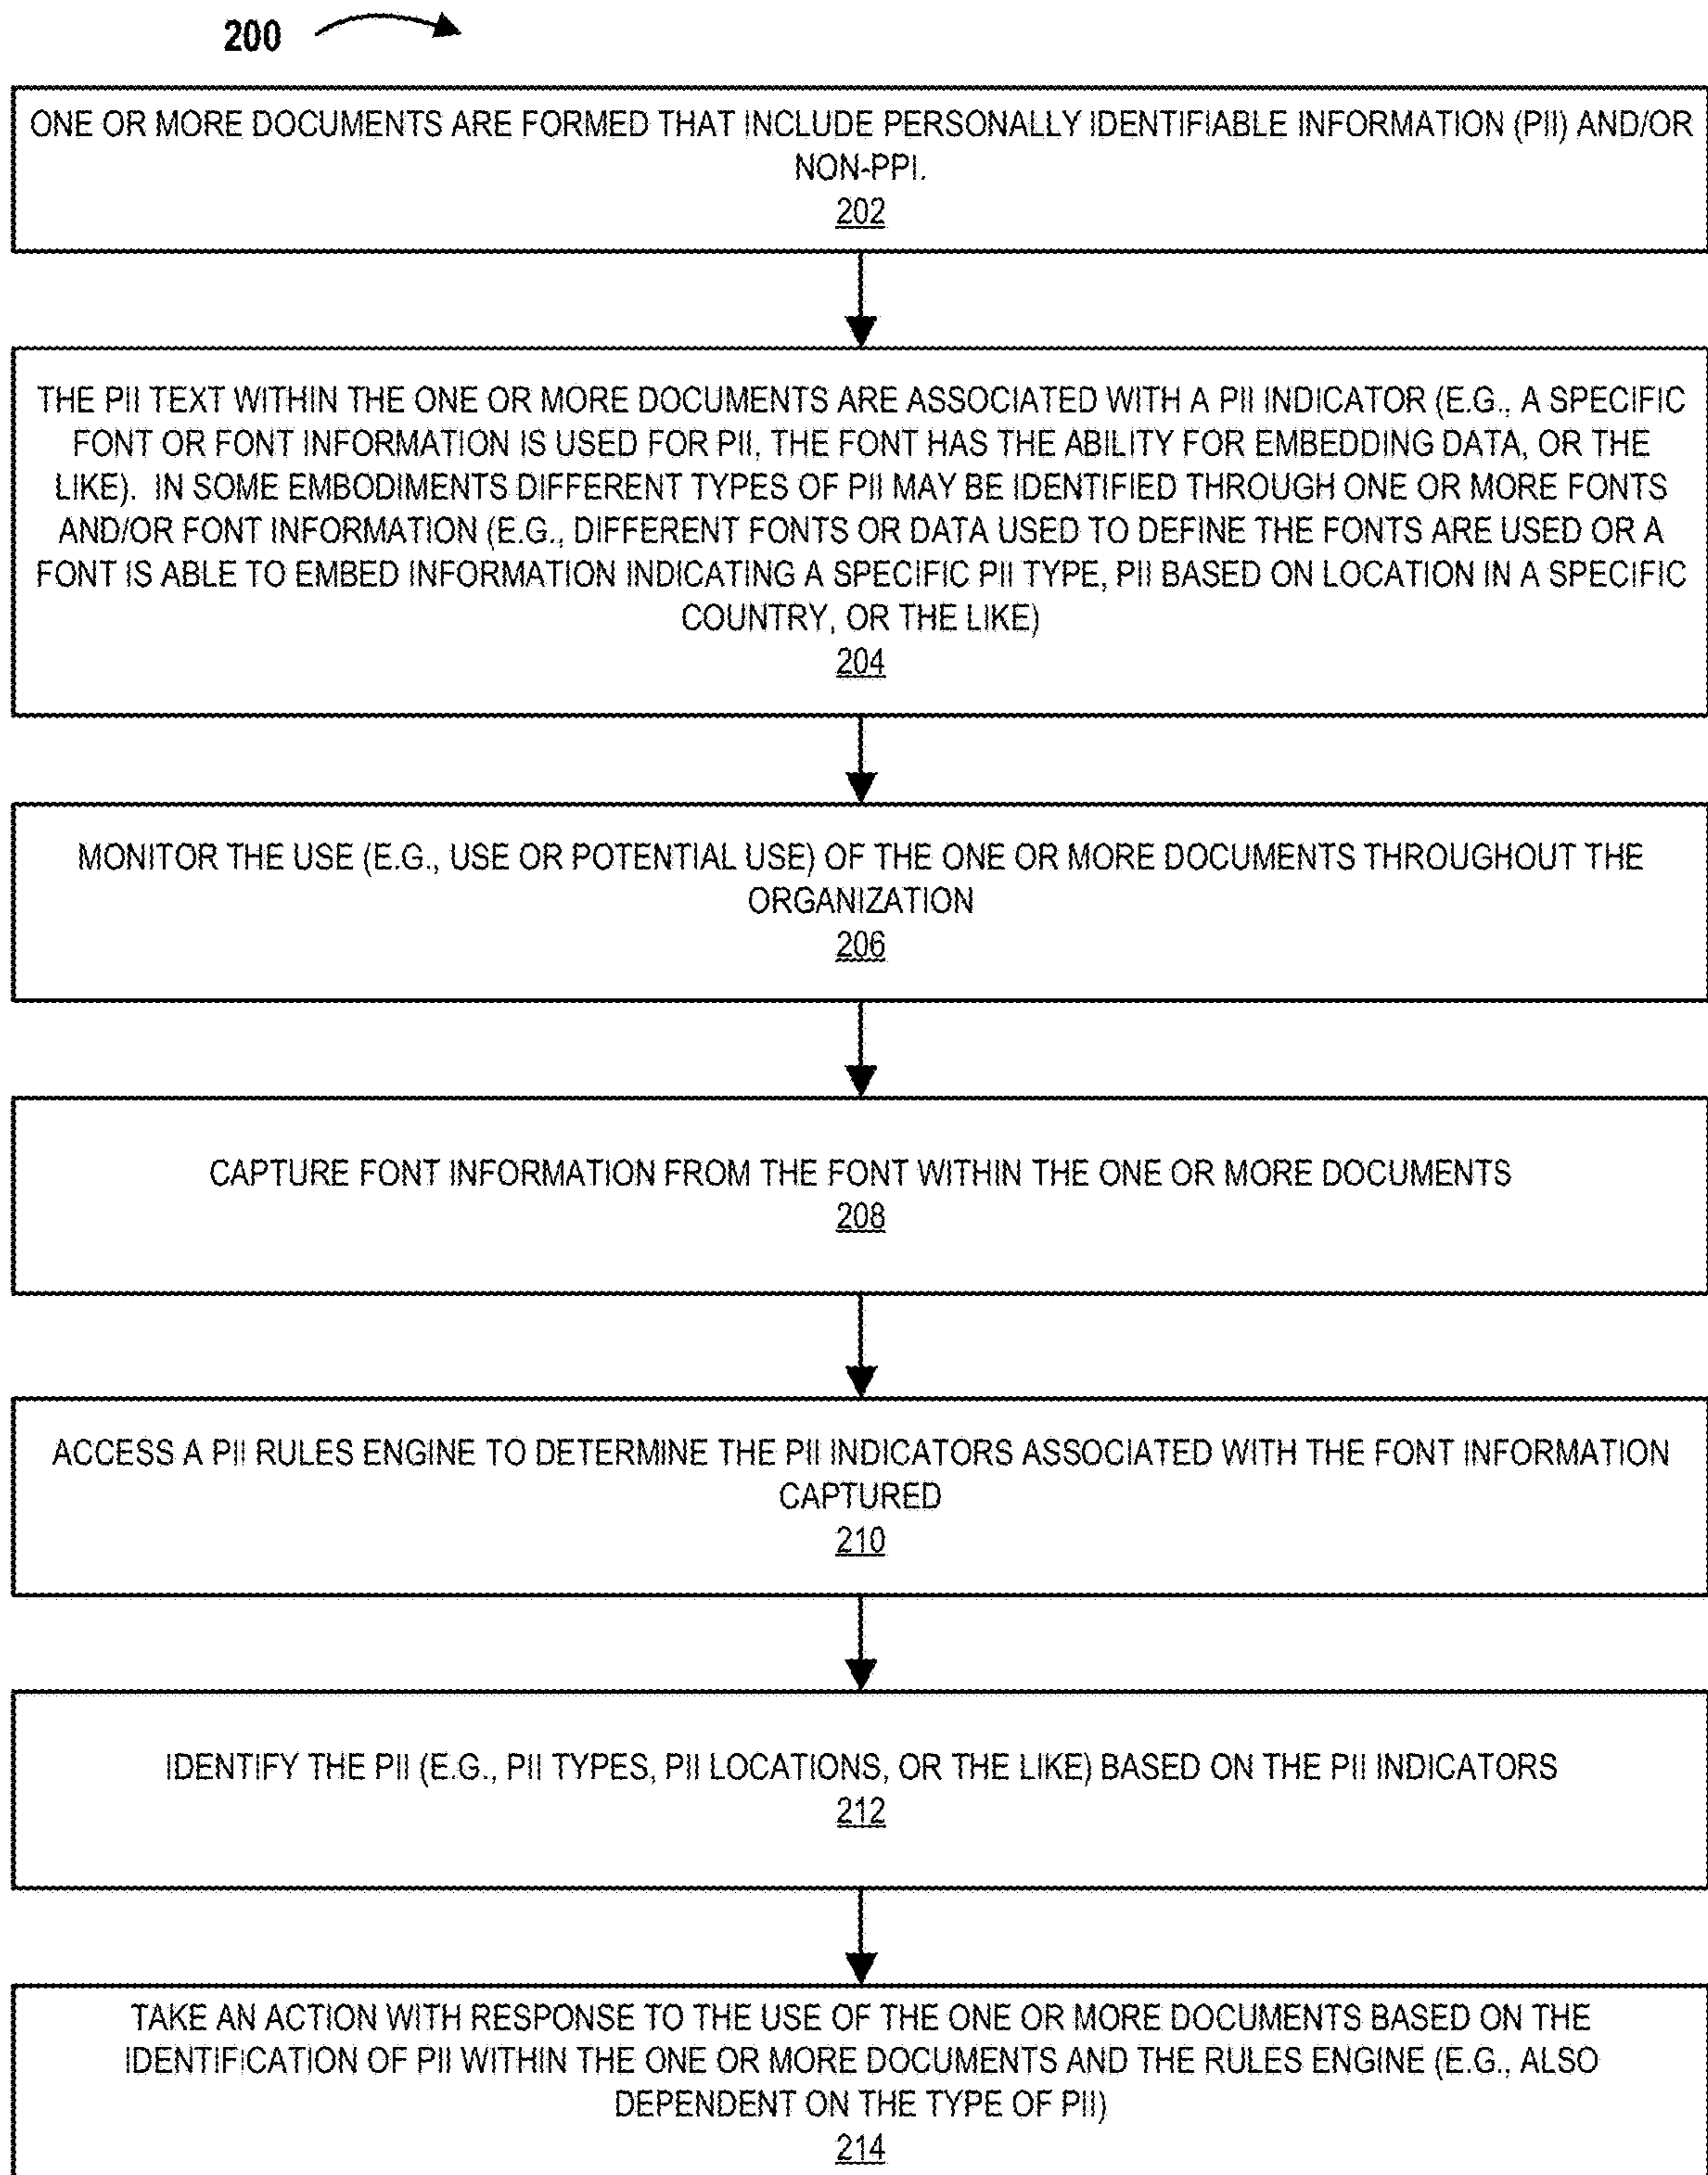 200
ONE OR MORE DOCUMENTS ARE FORMED THAT INCLUDE PERSONALLY IDENTIFIABLE INFORMATION (PII) AND/OR
NON-PPI.
202
THE PII TEXT WITHIN THE ONE OR MORE DOCUMENTS ARE ASSOCIATED WITH A PII INDICATOR (E.G., A SPECIFIC
FONT OR FONT INFORMATION IS USED FOR PII, THE FONT HAS THE ABILITY FOR EMBEDDING DATA, OR THE
LIKE). IN SOME EMBODIMENTS DIFFERENT TYPES OF PII MAY BE IDENTIFIED THROUGH ONE OR MORE FONTS
AND/OR FONT INFORMATION (E.G., DIFFERENT FONTS OR DATA USED TO DEFINE THE FONTS ARE USED OR A
FONT IS ABLE TO EMBED INFORMATION INDICATING A SPECIFIC PII TYPE, PII BASED ON LOCATION IN A SPECIFIC
COUNTRY, OR THE LIKE)
204
MONITOR THE USE (E.G., USE OR POTENTIAL USE) OF THE ONE OR MORE DOCUMENTS THROUGHOUT THE
ORGANIZATION
206
CAPTURE FONT INFORMATION FROM THE FONT WITHIN THE ONE OR MORE DOCUMENTS
208
ACCESS A PII RULES ENGINE TO DETERMINE THE PII INDICATORS ASSOCIATED WITH THE FONT INFORMATION
CAPTURED
210
IDENTIFY THE PII (E.G., PII TYPES, PII LOCATIONS, OR THE LIKE) BASED ON THE PII INDICATORS
212
TAKE AN ACTION WITH RESPONSE TO THE USE OF THE ONE OR MORE DOCUMENTS BASED ON THE
IDENTIFICATION OF PII WITHIN THE ONE OR MORE DOCUMENTS AND THE RULES ENGINE (E.G., ALSO
DEPENDENT ON THE TYPE OF PII)
214